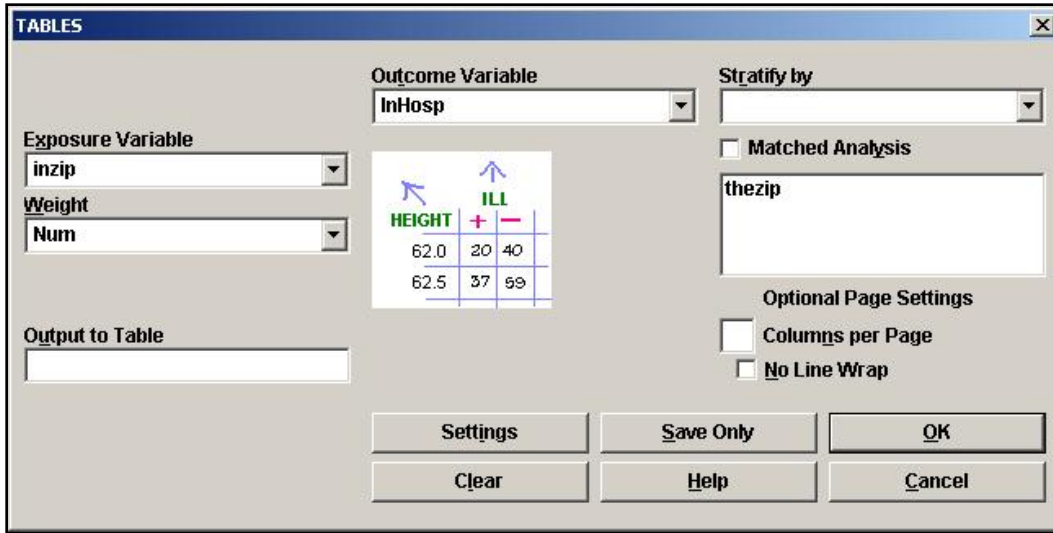 TABLES
Outcome Variable
InHosp
Stratify by
Exposure Variable
inzip
Matched Analysis
thezip
Weight
Num
ILL
HEIGHT + −
62.0 20 40
62.5 37 59
Optional Page Settings
Columns per Page
No Line Wrap
Output to Table
Settings
Save Only
OK
Clear
Help
Cancel